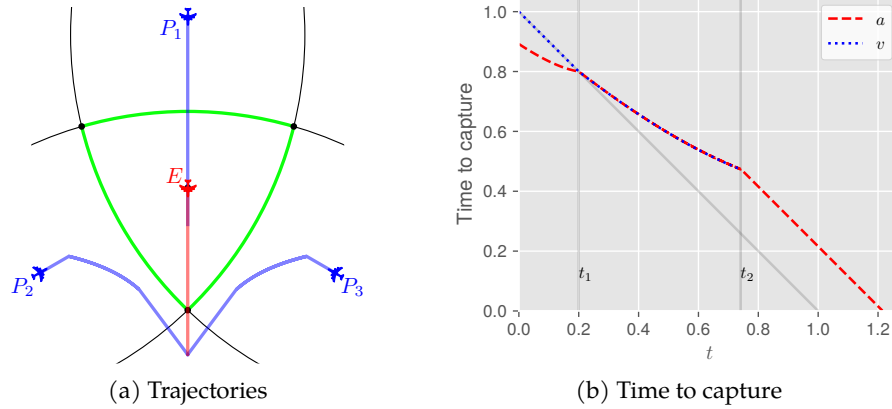 P₁
E
P₂
P₃
(a) Trajectories
Time to capture
1.0
0.8
0.6
0.4
0.2
0.0
0.0 0.2 0.4 0.6 0.8 1.0 1.2
t
t₁
t₂
a
v
(b) Time to capture